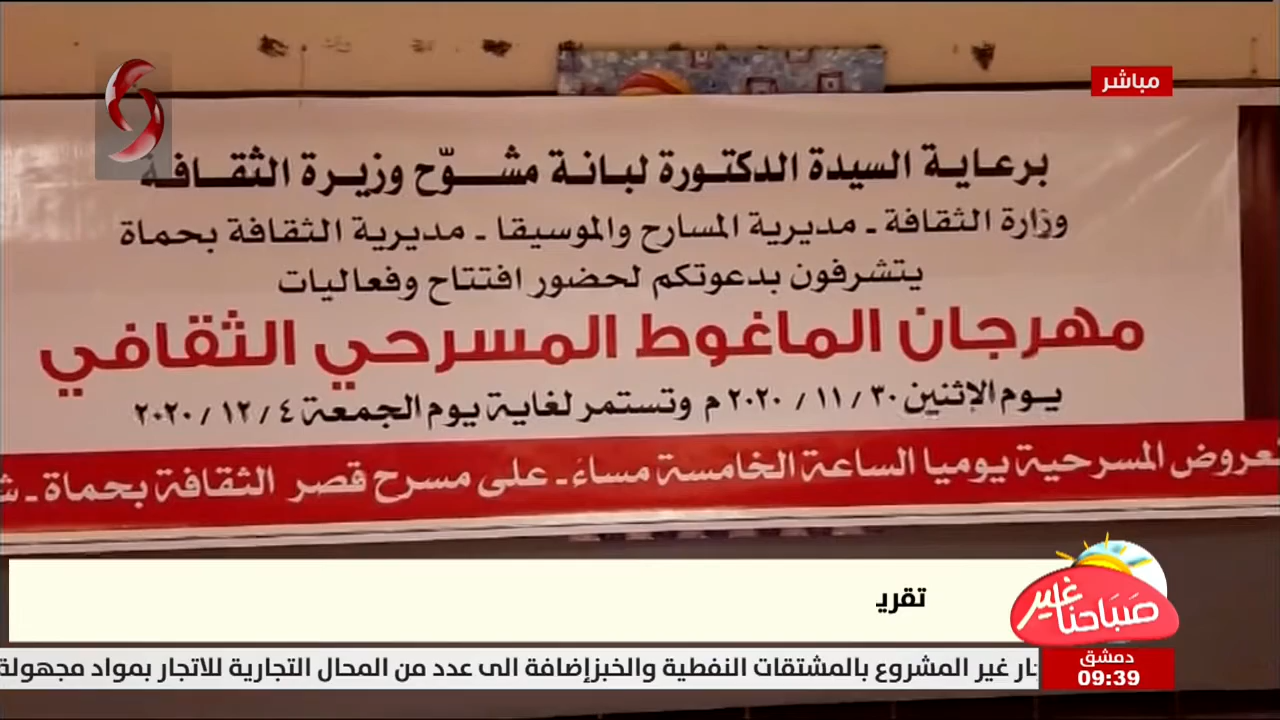 مباشر
برعاية السيدة الدكتورة لبانة مشوّح وزيرة الثقافة
وزارة الثقافة ـ مديرية المسارح والموسيقا ـ مديرية الثقافة بحماة
يتشرفون بدعوتكم لحضور افتتاح وفعاليات
مهرجان الماغوط المسرحي الثقافي
يوم الإثنين ٣٠ / ١١ / ٢٠٢٠ م وتستمر لغاية يوم الجمعة ٤ / ١٢ / ٢٠٢٠
المسرحية يوميا الساعة الخامسة مساءً ـ على مسرح قصر الثقافة بحماة ـ
تقري
صَبَاحنا غير
دمشق
09:39
غير المشروع بالمشتقات النفطية والخبزإضافة الى عدد من المحال التجارية للاتجار بمواد مجهولة